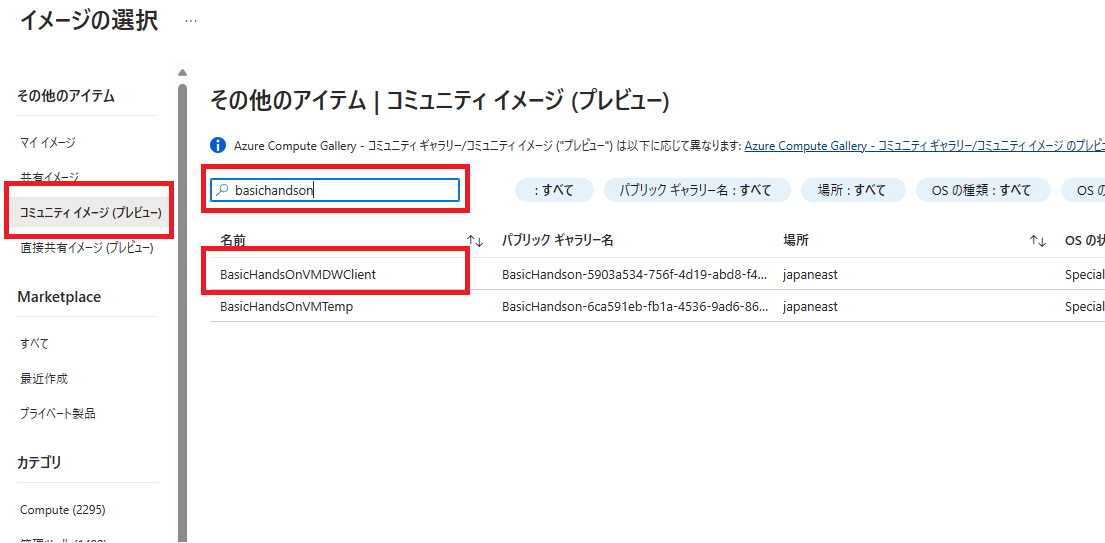 イメージの選択 …
その他のアイテム
マイ イメージ
共有イメージ
コミュニティ イメージ (プレビュー)
直接共有イメージ (プレビュー)
Marketplace
すべて
最近作成
プライベート製品
カテゴリ
Compute (2295)
その他のアイテム | コミュニティ イメージ (プレビュー)
Azure Compute Gallery - コミュニティ ギャラリー/コミュニティ イメージ ("プレビュー") は以下に応じて異なります: Azure Compute Gallery - コミュニティ ギャラリー/コミュニティ イメージ のプレビ
basichandson
: すべて パブリック ギャラリー名 : すべて 場所 : すべて OS の種類 : すべて OS の
名前 ↑↓ パブリック ギャラリー名 場所 ↑↓ OS の状
BasicHandsOnVMDWClient BasicHandson-5903a534-756f-4d19-abd8-f4... japaneast Special
BasicHandsOnVMTemp BasicHandson-6ca591eb-fb1a-4536-9ad6-86... japaneast Special